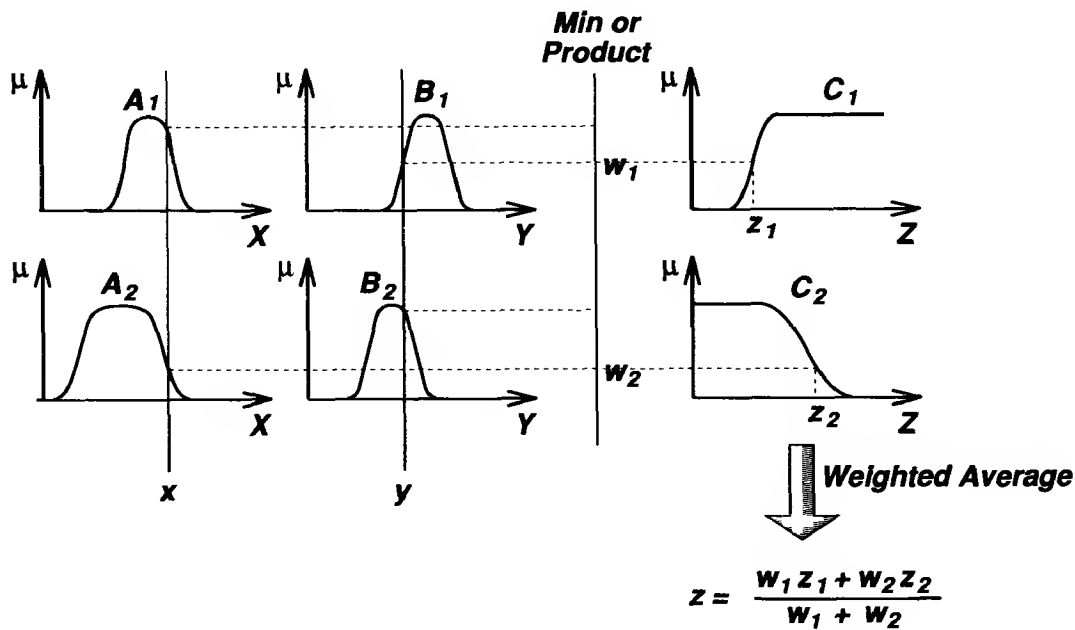 Min or
Product
μ A₁ μ B₁ μ C₁
w₁
z₁
X Y Z
μ A₂ μ B₂ μ C₂
w₂
z₂
X Y Z
x y
Weighted Average
z = w₁ z₁ + w₂ z₂
w₁ + w₂